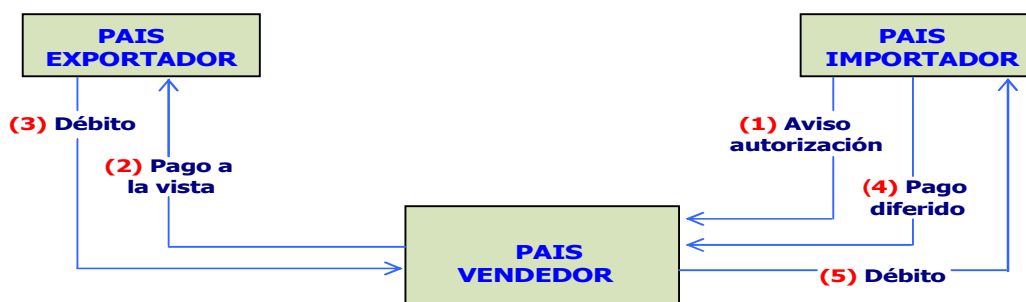 PAIS
EXPORTADOR
PAIS
IMPORTADOR
(3) Débito
(2) Pago a
la vista
(1) Aviso
autorización
(4) Pago
diferido
PAIS
VENDEDOR
(5) Débito